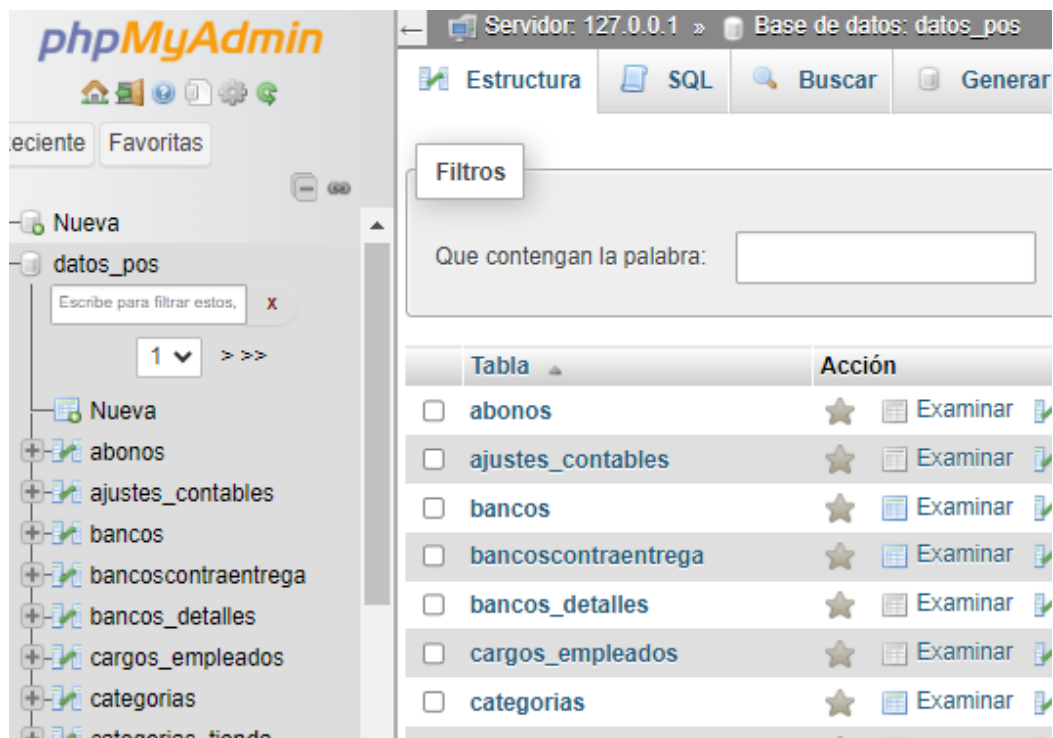 phpMyAdmin
eciente Favoritas
Nueva
datos_pos
Escribe para filtrar estos, X
1 > >>
Nueva
abonos
ajustes_contables
bancos
bancoscontraentrega
bancos_detalles
cargos_empleados
categorias
categorias_tienda
← Servidor: 127.0.0.1 » Base de datos: datos_pos
Estructura SQL Buscar Generar
Filtros
Que contengan la palabra:
Tabla Acción
abonos Examinar
ajustes_contables Examinar
bancos Examinar
bancoscontraentrega Examinar
bancos_detalles Examinar
cargos_empleados Examinar
categorias Examinar